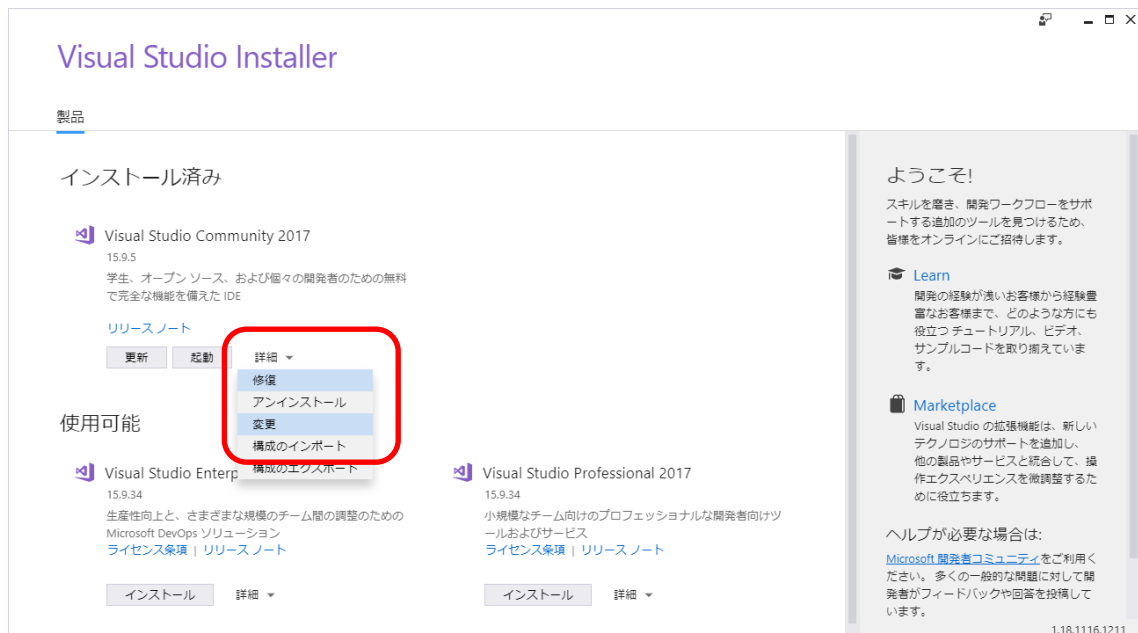 Visual Studio Installer
製品
インストール済み
Visual Studio Community 2017
15.9.5
学生、オープン ソース、および個々の開発者のための無料
で完全な機能を備えた IDE
リリース ノート
更新
起動
詳細
修復
アンインストール
変更
構成のインポート
構成のエクスポート
使用可能
Visual Studio Enterp
15.9.34
生産性向上と、さまざまな規模のチーム間の調整のための
Microsoft DevOps ソリューション
ライセンス条項 | リリース ノート
インストール
詳細
Visual Studio Professional 2017
15.9.34
小規模なチーム向けのプロフェッショナルな開発者向けツ
ールおよびサービス
ライセンス条項 | リリース ノート
インストール
詳細
ようこそ!
スキルを磨き、開発ワークフローをサポ
ートする追加のツールを見つけるため、
皆様をオンラインにご招待します。
Learn
開発の経験が浅いお客様から経験豊
富なお客様まで、どのような方にも
役立つ チュートリアル、ビデオ、
サンプルコードを取り揃えていま
す。
Marketplace
Visual Studio の拡張機能は、新しい
テクノロジのサポートを追加し、
他の製品やサービスと統合して、操
作エクスペリエンスを微調整するた
めに役立ちます。
ヘルプが必要な場合は:
Microsoft 開発者コミュニティをご利用く
ださい。 多くの一般的な問題に対して開
発者がフィードバックや回答を投稿して
います。
1.18.1116.1211